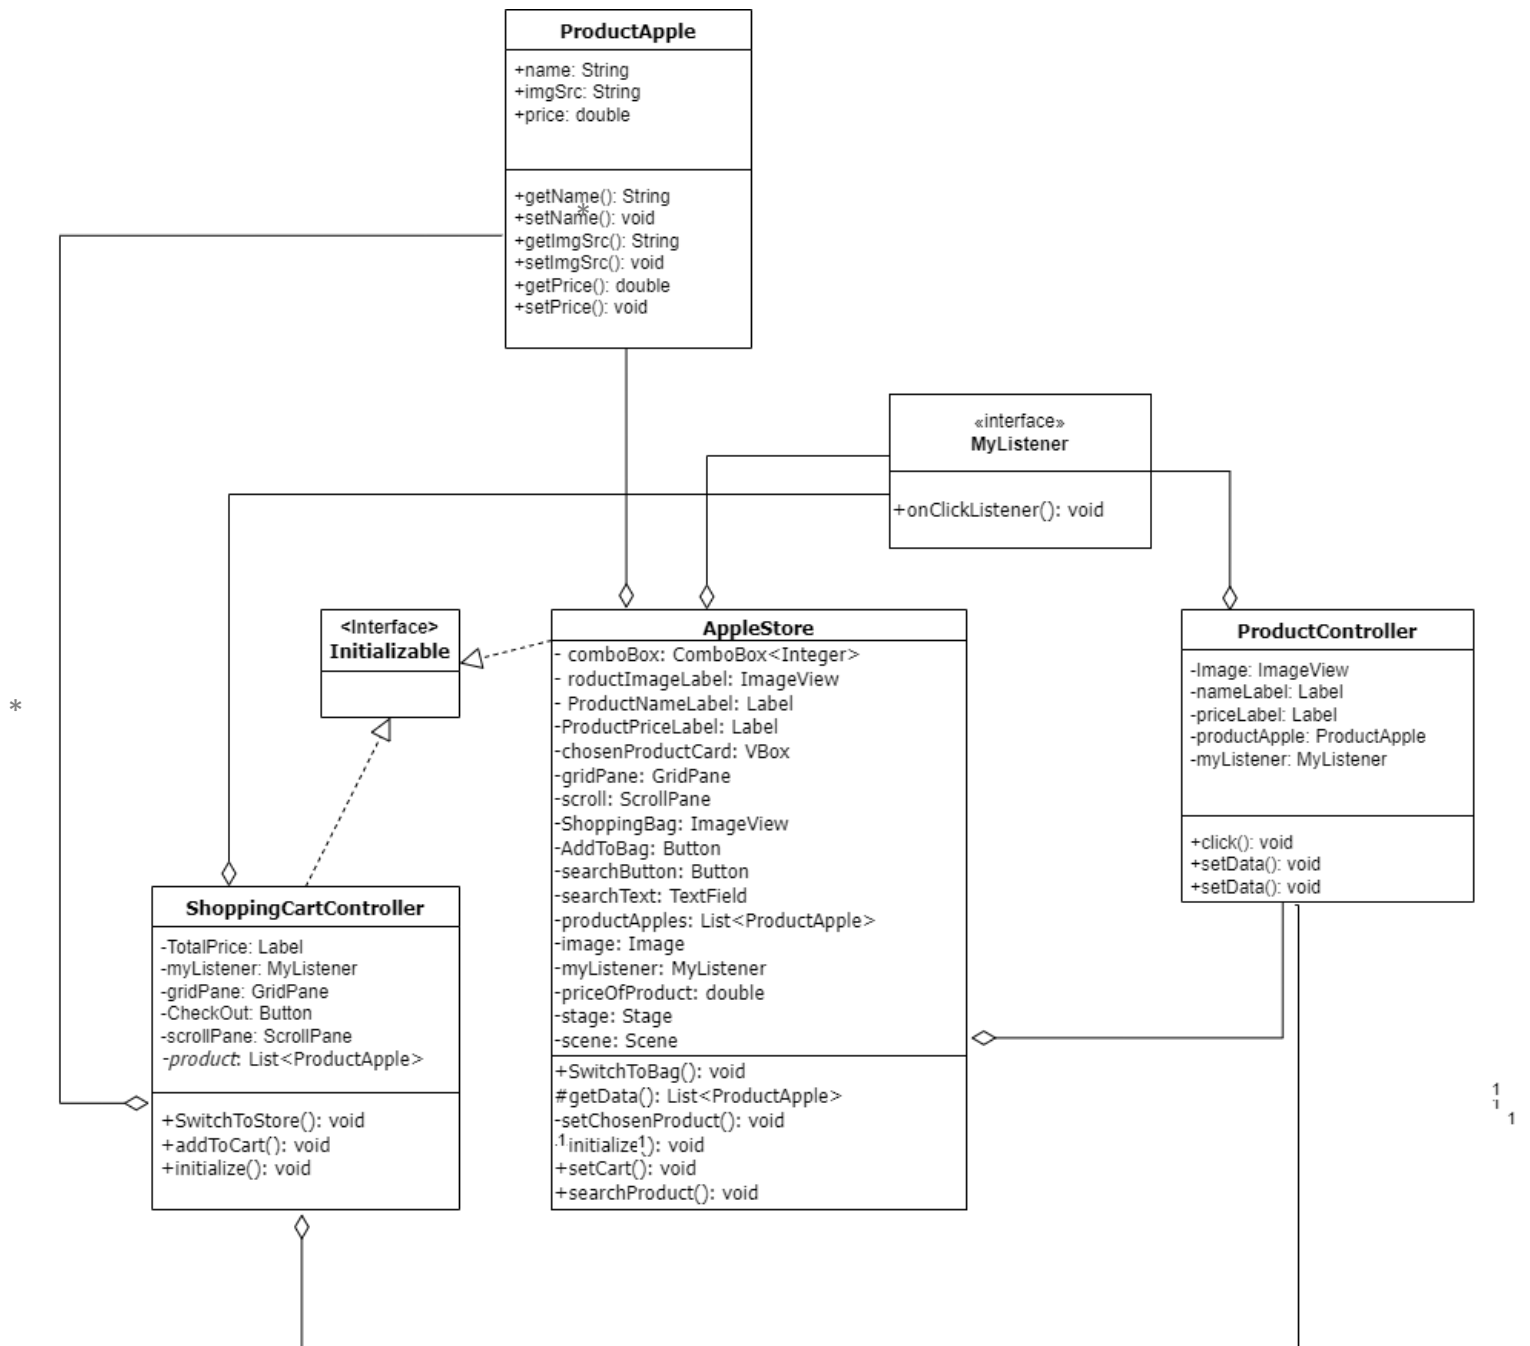 ProductApple
+name: String
+imgSrc: String
+price: double
+getName(): String
*
+setName(): void
+getImgSrc(): String
+setImgSrc(): void
+getPrice(): double
+setPrice(): void
«interface»
MyListener
+onClickListener(): void
<Interface>
Initializable
AppleStore
- comboBox: ComboBox<Integer>
- roductImageLabel: ImageView
- ProductNameLabel: Label
-ProductPriceLabel: Label
-chosenProductCard: VBox
-gridPane: GridPane
-scroll: ScrollPane
-ShoppingBag: ImageView
-AddToBag: Button
-searchButton: Button
-searchText: TextField
-productApples: List<ProductApple>
-image: Image
-myListener: MyListener
-priceOfProduct: double
-stage: Stage
-scene: Scene
+SwitchToBag(): void
#getData(): List<ProductApple>
-setChosenProduct(): void
1
initialize(): void
1
+setCart(): void
+searchProduct(): void
ProductController
-Image: ImageView
-nameLabel: Label
-priceLabel: Label
-productApple: ProductApple
-myListener: MyListener
+click(): void
+setData(): void
+setData(): void
*
ShoppingCartController
-TotalPrice: Label
-myListener: MyListener
-gridPane: GridPane
-CheckOut: Button
-scrollPane: ScrollPane
-product: List<ProductApple>
+SwitchToStore(): void
+addToCart(): void
+initialize(): void
1
1
1